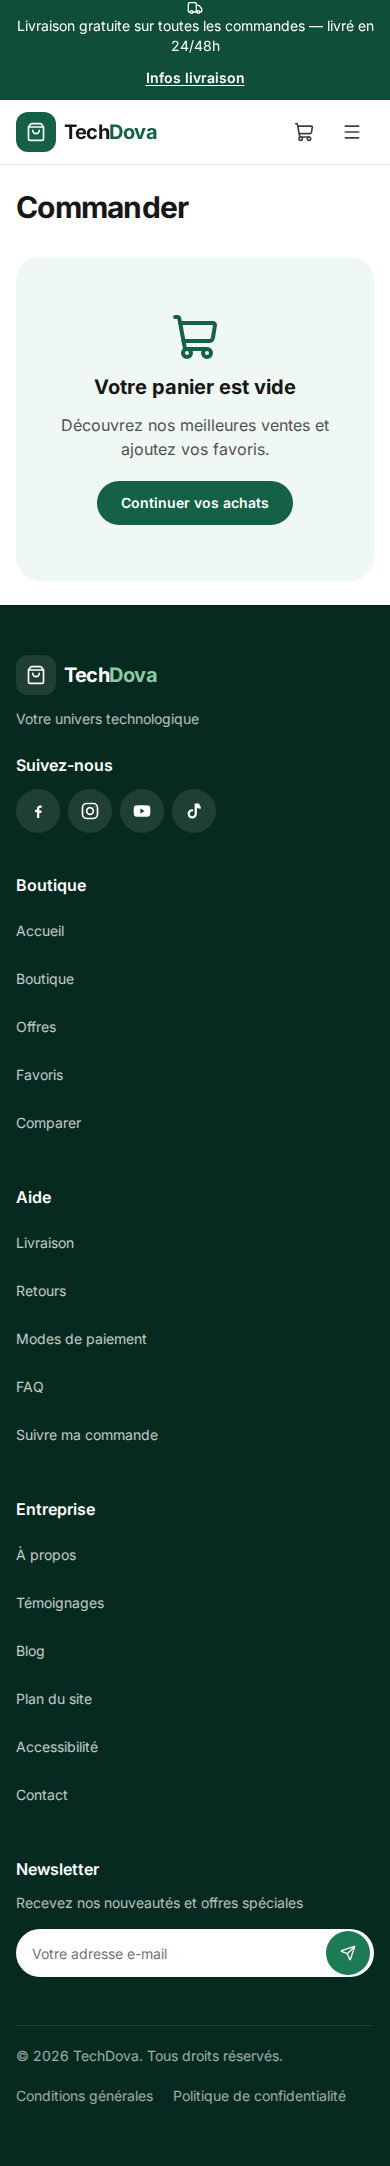 Livraison gratuite sur toutes les commandes — livré en
24/48h
Infos livraison
TechDova
Commander
Votre panier est vide
Découvrez nos meilleures ventes et
ajoutez vos favoris.
Continuer vos achats
TechDova
Votre univers technologique
Suivez-nous
Boutique
Accueil
Boutique
Offres
Favoris
Comparer
Aide
Livraison
Retours
Modes de paiement
FAQ
Suivre ma commande
Entreprise
À propos
Témoignages
Blog
Plan du site
Accessibilité
Contact
Newsletter
Recevez nos nouveautés et offres spéciales
Votre adresse e-mail
© 2026 TechDova. Tous droits réservés.
Conditions générales Politique de confidentialité